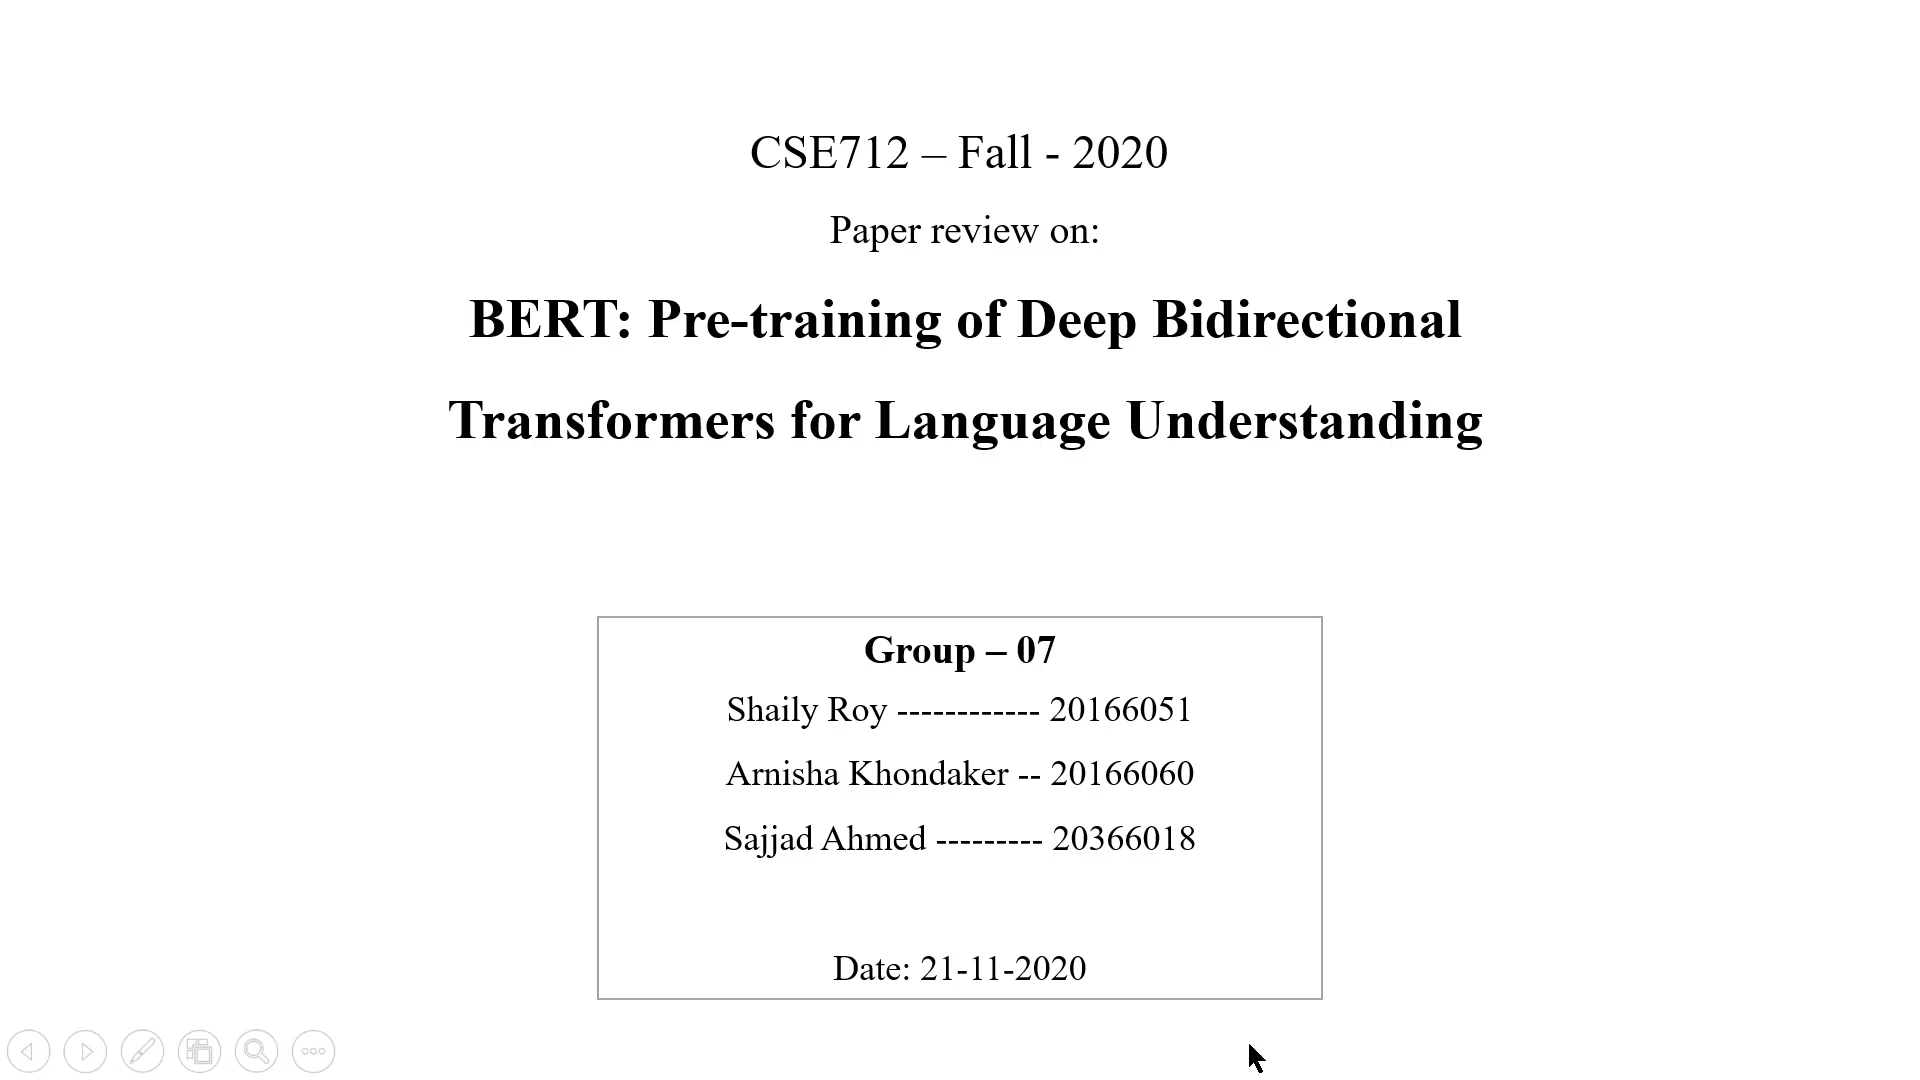 CSE712 – Fall - 2020
Paper review on:
BERT: Pre-training of Deep Bidirectional
Transformers for Language Understanding
Group – 07
Shaily Roy ------------ 20166051
Arnisha Khondaker -- 20166060
Sajjad Ahmed --------- 20366018
Date: 21-11-2020